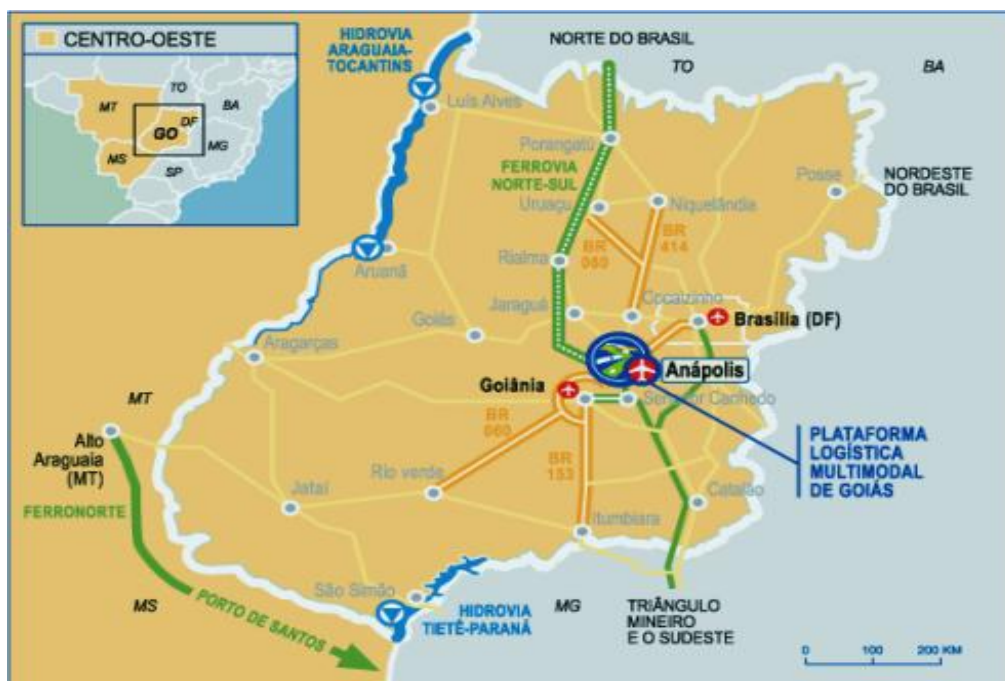 CENTRO-OESTE
MT
TO
BA
GO
DF
MS
MG
SP
HIDROVIA
ARAGUAIA-
TOCANTINS
NORTE DO BRASIL
TO
BA
Luís Alves
Porangatú
FERROVIA
NORTE-SUL
Posse
NORDESTE
DO BRASIL
Uruaçu
Niquelândia
BR
080
BR
414
Aruanã
Rialma
Jaraguá
Cocalzinho
Goiás
Brasília (DF)
Aragarças
Anápolis
Goiânia
Senador Canhedo
MT
Alto
Araguaia
(MT)
BR
060
BR
153
PLATAFORMA
LOGÍSTICA
MULTIMODAL
DE GOIÁS
Rio verde
Jataí
Catalão
FERRONORTE
Itumbiara
São Simão
MS
PORTO DE SANTOS
HIDROVIA
TIETÊ-PARANÁ
MG
TRIÂNGULO
MINEIRO
E O SUDESTE
0 100 200 KM